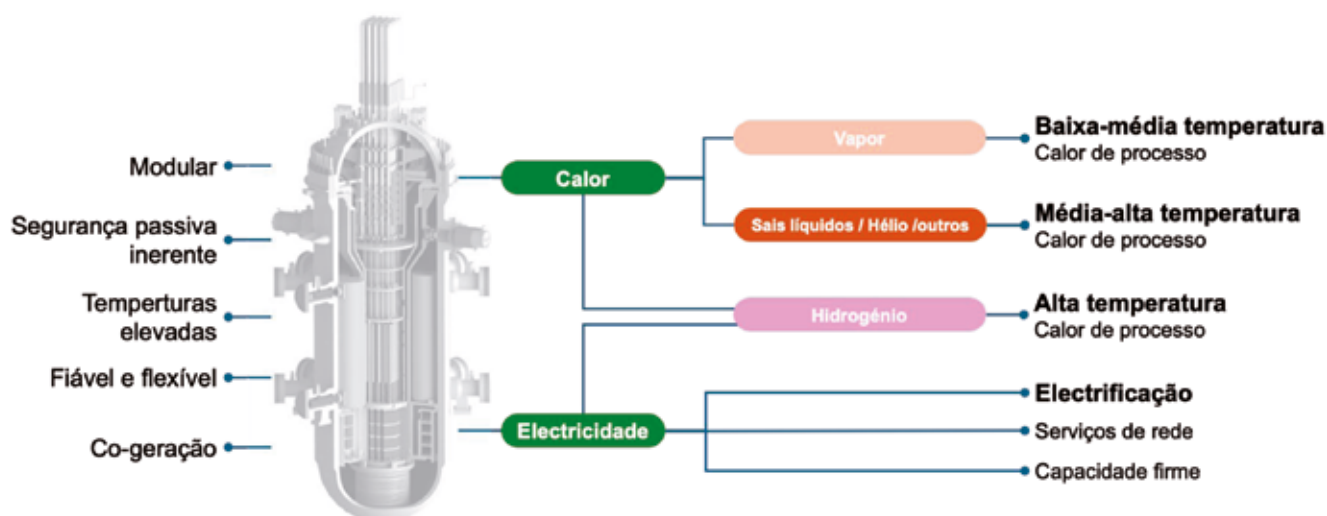 Modular
Segurança passiva
inerente
Temperturas
elevadas
Fiável e flexível
Co-geração
Calor
Electricidade
Vapor
Sais líquidos / Hélio /outros
Hidrogénio
Baixa-média temperatura
Calor de processo
Média-alta temperatura
Calor de processo
Alta temperatura
Calor de processo
Electrificação
Serviços de rede
Capacidade firme